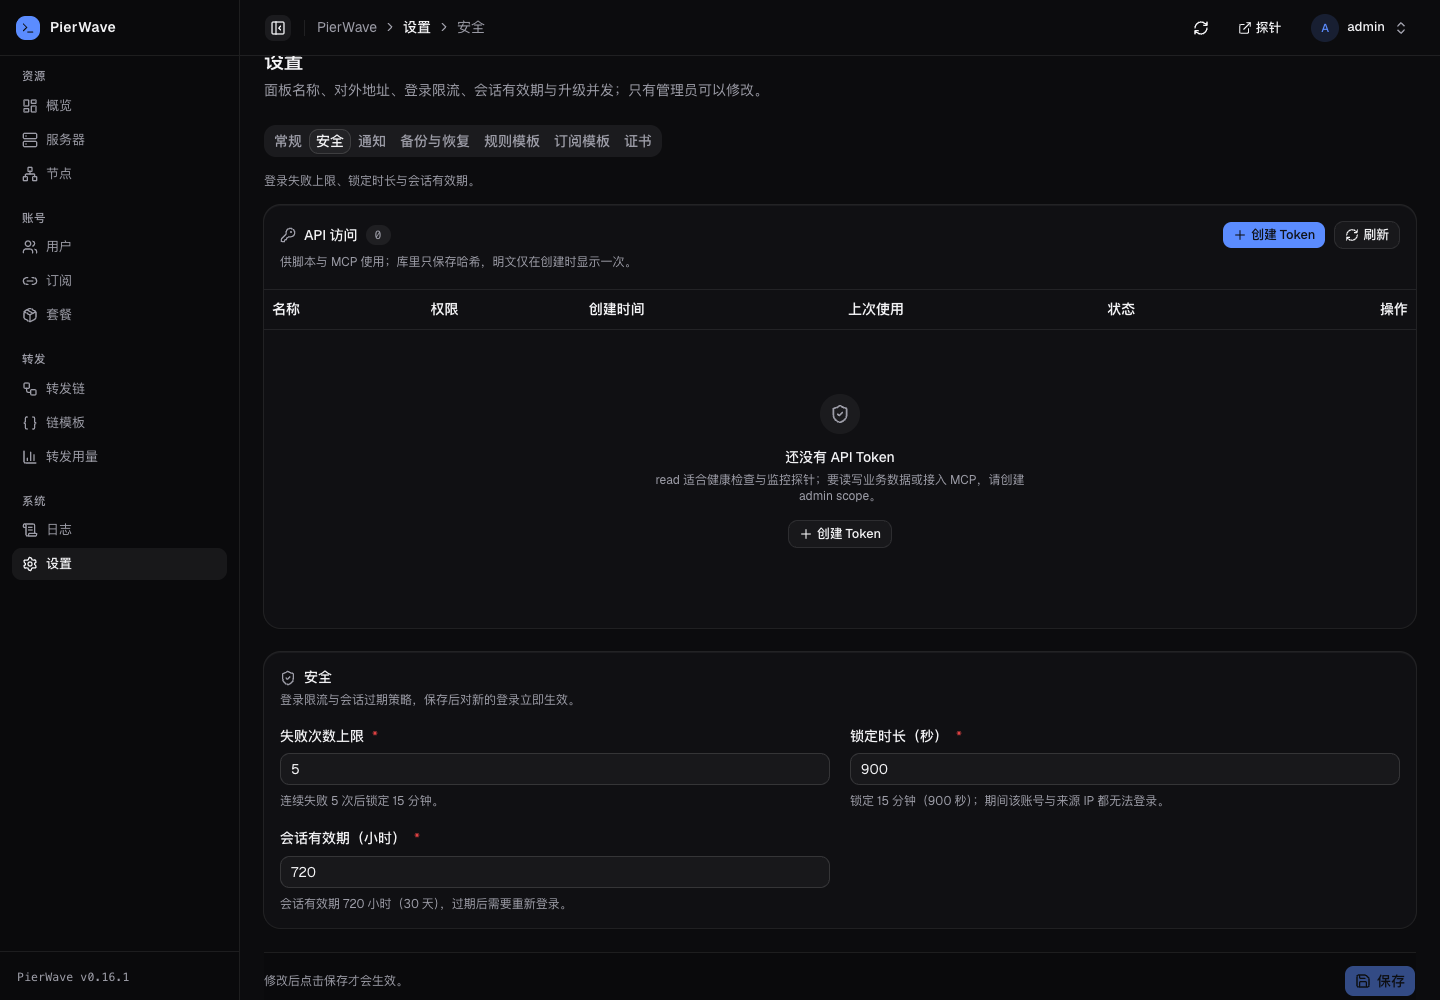 PierWave
PierWave
设置
安全
探针
A
admin
资源
概览
服务器
节点
账号
用户
订阅
套餐
转发
转发链
链模板
转发用量
系统
日志
设置
PierWave v0.16.1
设置
面板名称、对外地址、登录限流、会话有效期与升级并发；只有管理员可以修改。
常规 安全 通知 备份与恢复 规则模板 订阅模板 证书
登录失败上限、锁定时长与会话有效期。
API 访问 0
创建 Token
刷新
供脚本与 MCP 使用；库里只保存哈希，明文仅在创建时显示一次。
名称 权限 创建时间 上次使用 状态 操作
还没有 API Token
read 适合健康检查与监控探针；要读写业务数据或接入 MCP，请创建
admin scope。
创建 Token
安全
登录限流与会话过期策略，保存后对新的登录立即生效。
失败次数上限 *
5
连续失败 5 次后锁定 15 分钟。
锁定时长（秒） *
900
锁定 15 分钟（900 秒）；期间该账号与来源 IP 都无法登录。
会话有效期（小时） *
720
会话有效期 720 小时（30 天），过期后需要重新登录。
修改后点击保存才会生效。
保存